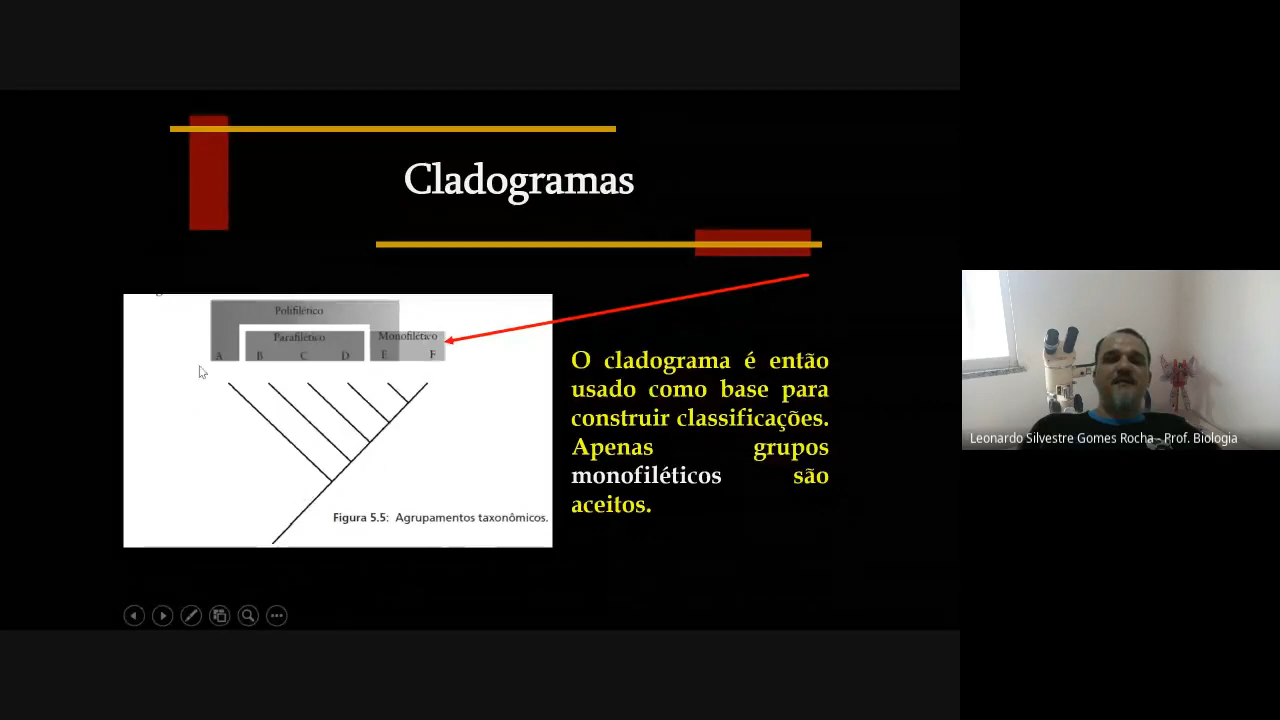 Cladogramas
Polifilético
Parafilético Monofilético
A B C D E F
Figura 5.5: Agrupamentos taxonômicos.
O cladograma é então
usado como base para
construir classificações.
Apenas grupos
monofiléticos são
aceitos.
Leonardo Silvestre Gomes Rocha - Prof. Biologia